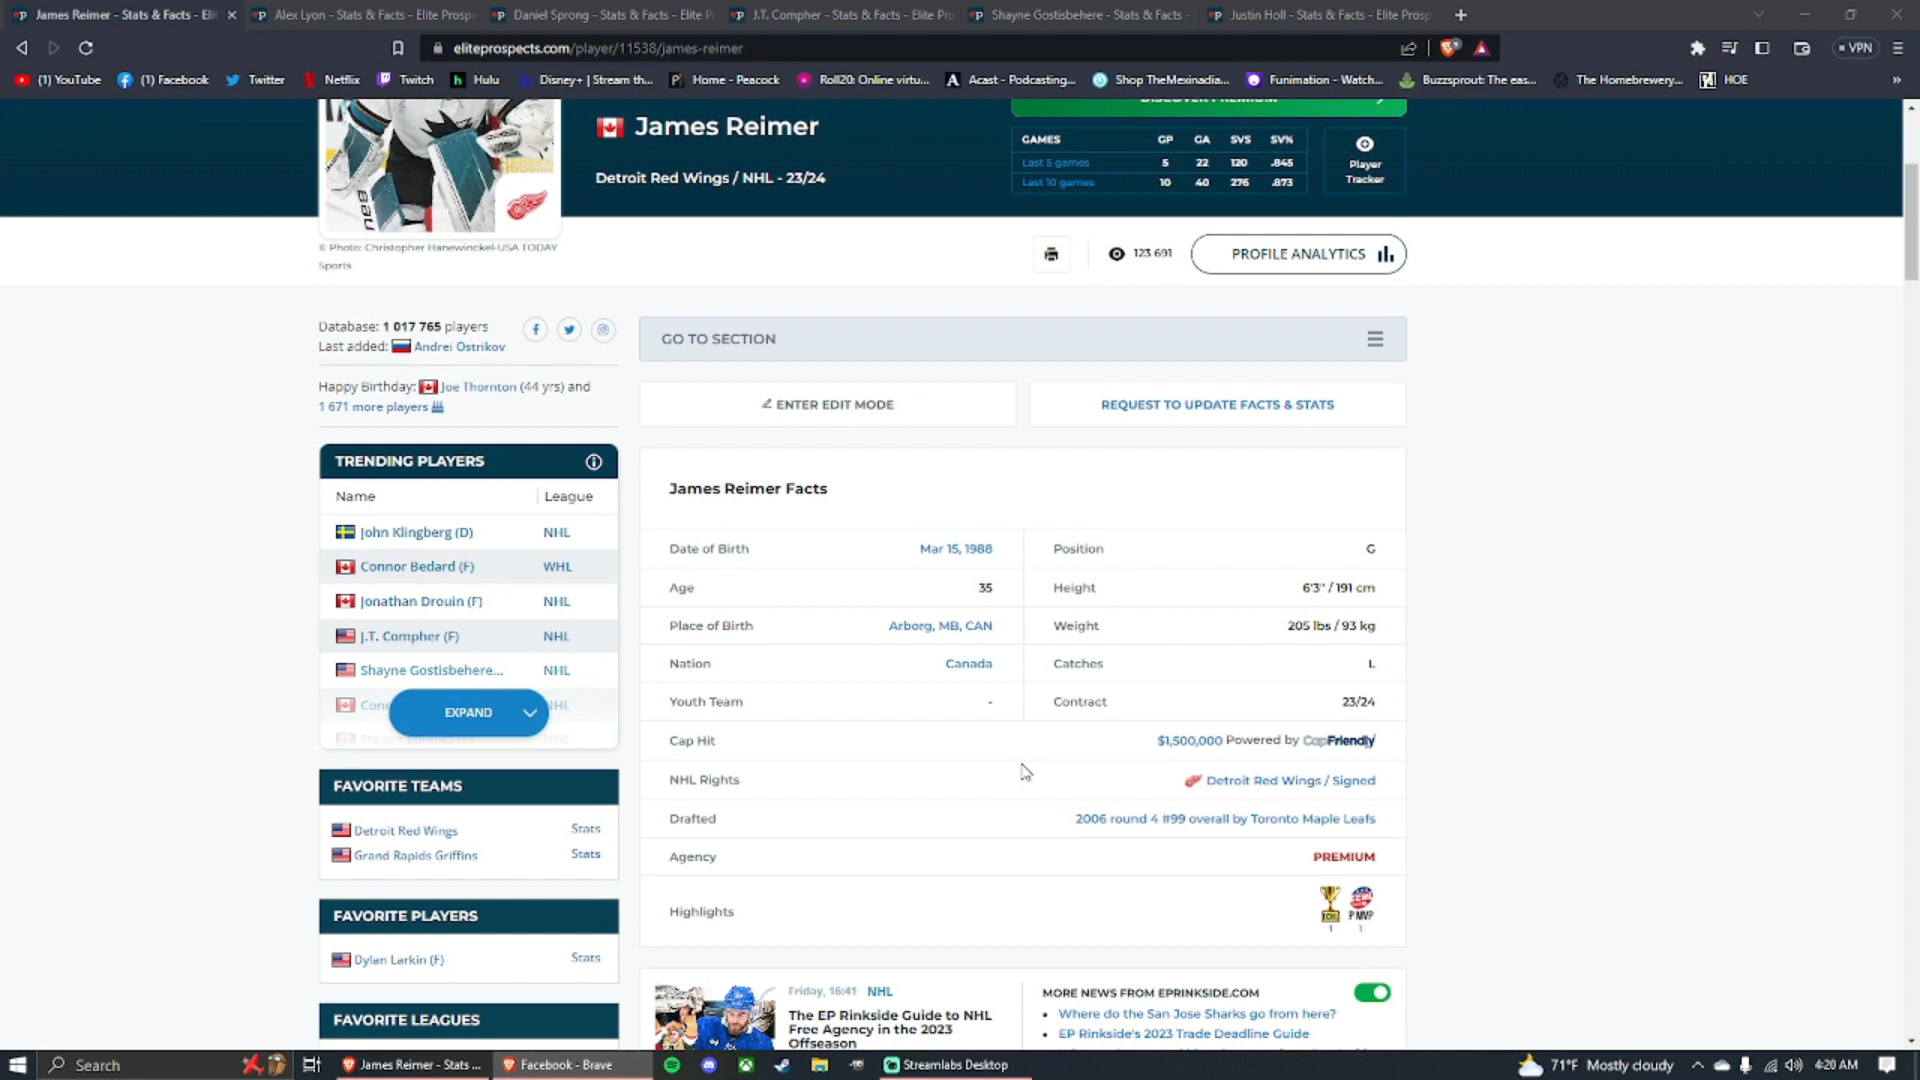 James Reimer - Stats & Facts - Eli
Alex Lyon - Stats & Facts - Elite Prospe
Daniel Sprong - Stats & Facts - Elite P
J.T. Compher - Stats & Facts - Elite Pro
Shayne Gostisbehere - Stats & Facts -
Justin Holl - Stats & Facts - Elite Prosp
eliteprospects.com/player/11538/james-reimer
VPN
(1) YouTube
(1) Facebook
Twitter
Netflix
Twitch
Hulu
Disney+ | Stream th...
Home - Peacock
Roll20: Online virtu...
Acast - Podcasting...
Shop TheMexinadia...
Funimation - Watch...
Buzzsprout: The eas...
The Homebrewery...
HOE
DISCOVER PREMIUM
James Reimer
Detroit Red Wings / NHL - 23/24
GAMES GP GA SVS SV%
Last 5 games 5 22 120 .845
Last 10 games 10 40 276 .873
Player
Tracker
© Photo: Christopher Hanewinckel-USA TODAY
Sports
123 691
PROFILE ANALYTICS
Database: 1 017 765 players
Last added: Andrei Ostrikov
Happy Birthday: Joe Thornton (44 yrs) and
1 671 more players
GO TO SECTION
ENTER EDIT MODE
REQUEST TO UPDATE FACTS & STATS
TRENDING PLAYERS
Name League
John Klingberg (D) NHL
Connor Bedard (F) WHL
Jonathan Drouin (F) NHL
J.T. Compher (F) NHL
Shayne Gostisbehere... NHL
EXPAND
FAVORITE TEAMS
Detroit Red Wings Stats
Grand Rapids Griffins Stats
FAVORITE PLAYERS
Dylan Larkin (F) Stats
FAVORITE LEAGUES
James Reimer Facts
Date of Birth Mar 15, 1988 Position G
Age 35 Height 6'3" / 191 cm
Place of Birth Arborg, MB, CAN Weight 205 lbs / 93 kg
Nation Canada Catches L
Youth Team - Contract 23/24
Cap Hit $1,500,000 Powered by CapFriendly
NHL Rights Detroit Red Wings / Signed
Drafted 2006 round 4 #99 overall by Toronto Maple Leafs
Agency PREMIUM
Highlights
P MVP
1 1
Friday, 16:41 NHL
The EP Rinkside Guide to NHL
Free Agency in the 2023
Offseason
MORE NEWS FROM EPRINKSIDE.COM
Where do the San Jose Sharks go from here?
EP Rinkside's 2023 Trade Deadline Guide
Search
James Reimer - Stats ...
Facebook - Brave
Streamlabs Desktop
71°F Mostly cloudy
4:20 AM